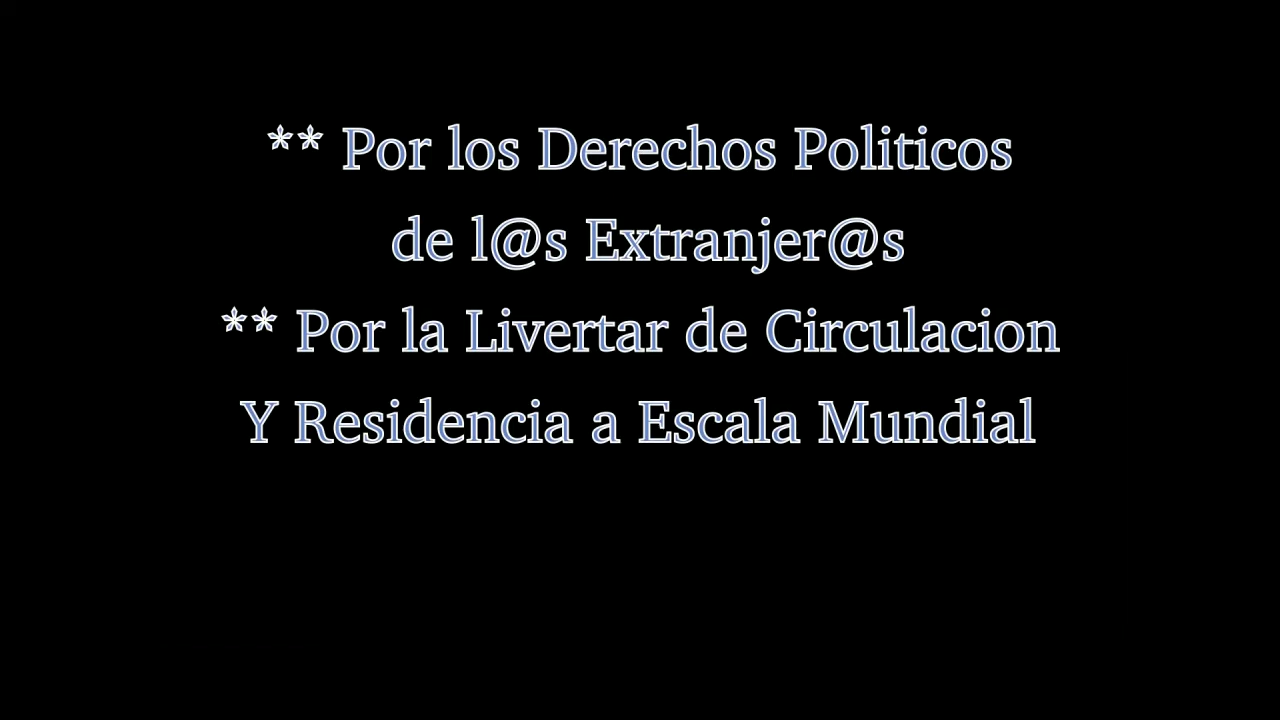 ** Por los Derechos Politicos
de l@s Extranjer@s
** Por la Livertar de Circulacion
Y Residencia a Escala Mundial